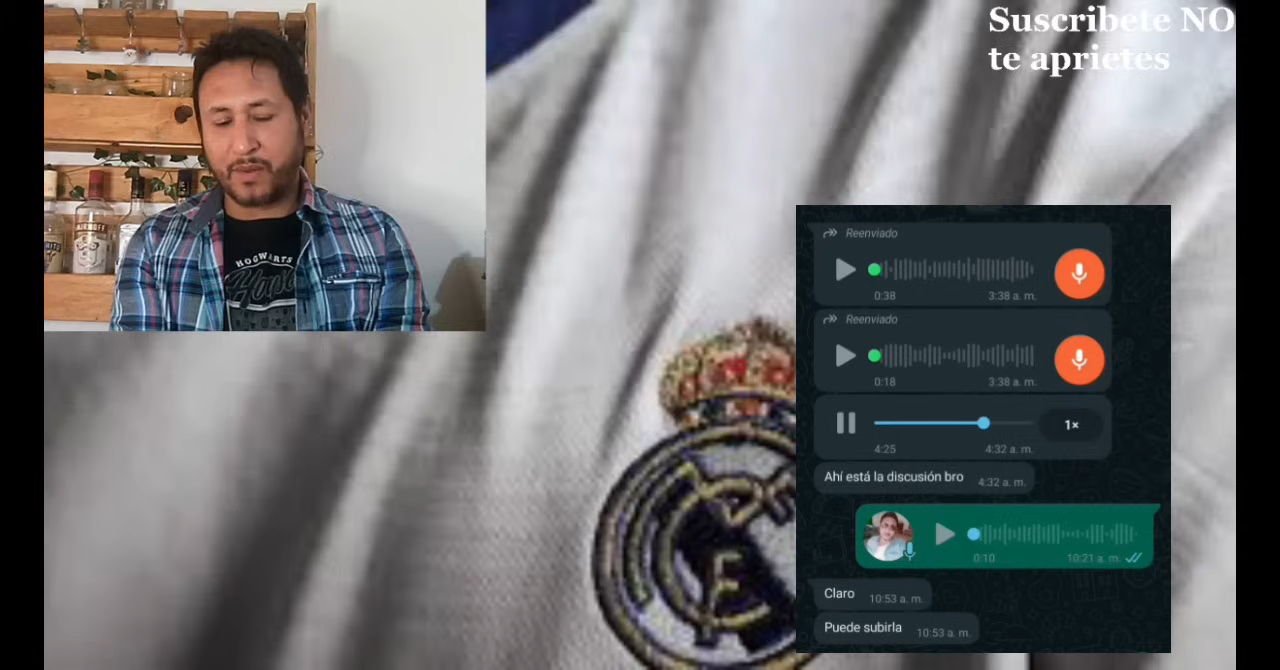 Suscribete NO
te aprietes
HOGWARTS
SMIRNOFF
Reenviado
0:38 3:38 a. m.
Reenviado
0:18 3:38 a. m.
1×
4:25 4:32 a. m.
Ahí está la discusión bro 4:32 a. m.
0:10 10:21 a. m.
Claro 10:53 a. m.
Puede subirla 10:53 a. m.